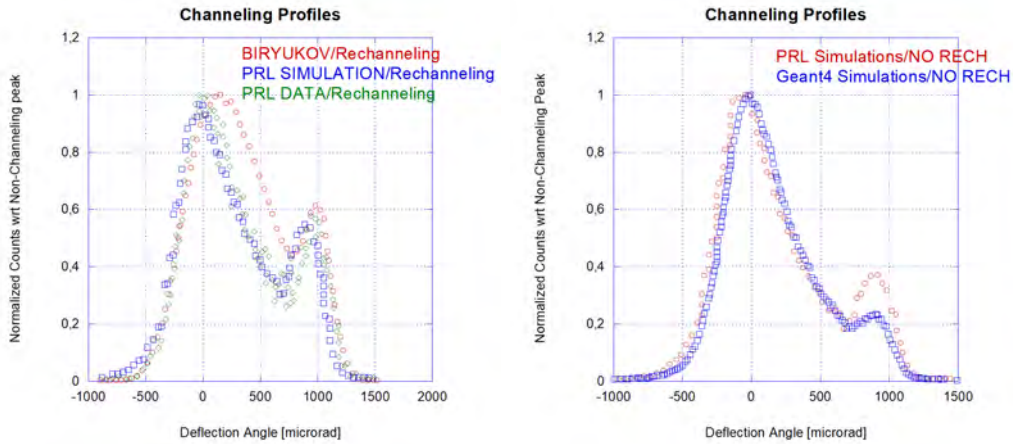 Channeling Profiles
1,2
1
0,8
0,6
0,4
0,2
0
-1000
-500
0
500
1000
1500
2000
BIRYUKOV/Rechanneling
PRL SIMULATION/Rechanneling
PRL DATA/Rechanneling
Normalized Counts wrt Non-Channeling peak
Deflection Angle [microrad]
Channeling Profiles
1,2
1
0,8
0,6
0,4
0,2
0
-1000
-500
0
500
1000
1500
PRL Simulations/NO RECH
Geant4 Simulations/NO RECH
Normalized Counts wrt Non-Channeling Peak
Deflection Angle [microrad]